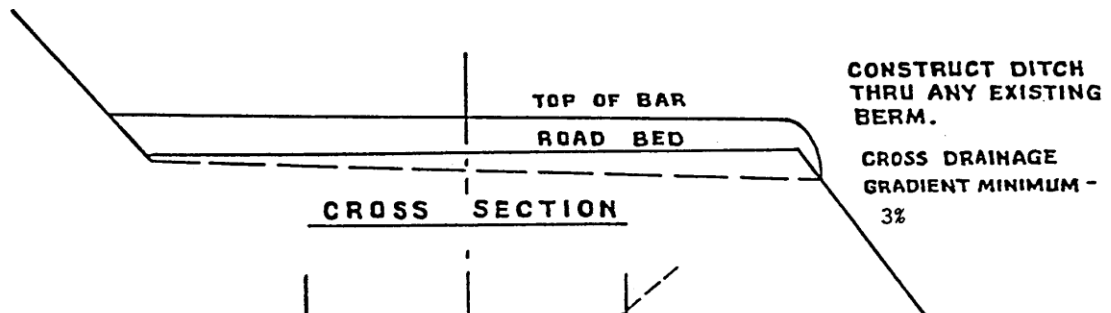 TOP OF BAR
ROAD BED
CROSS SECTION
CONSTRUCT DITCH
THRU ANY EXISTING
BERM.
CROSS DRAINAGE
GRADIENT MINIMUM -
3%